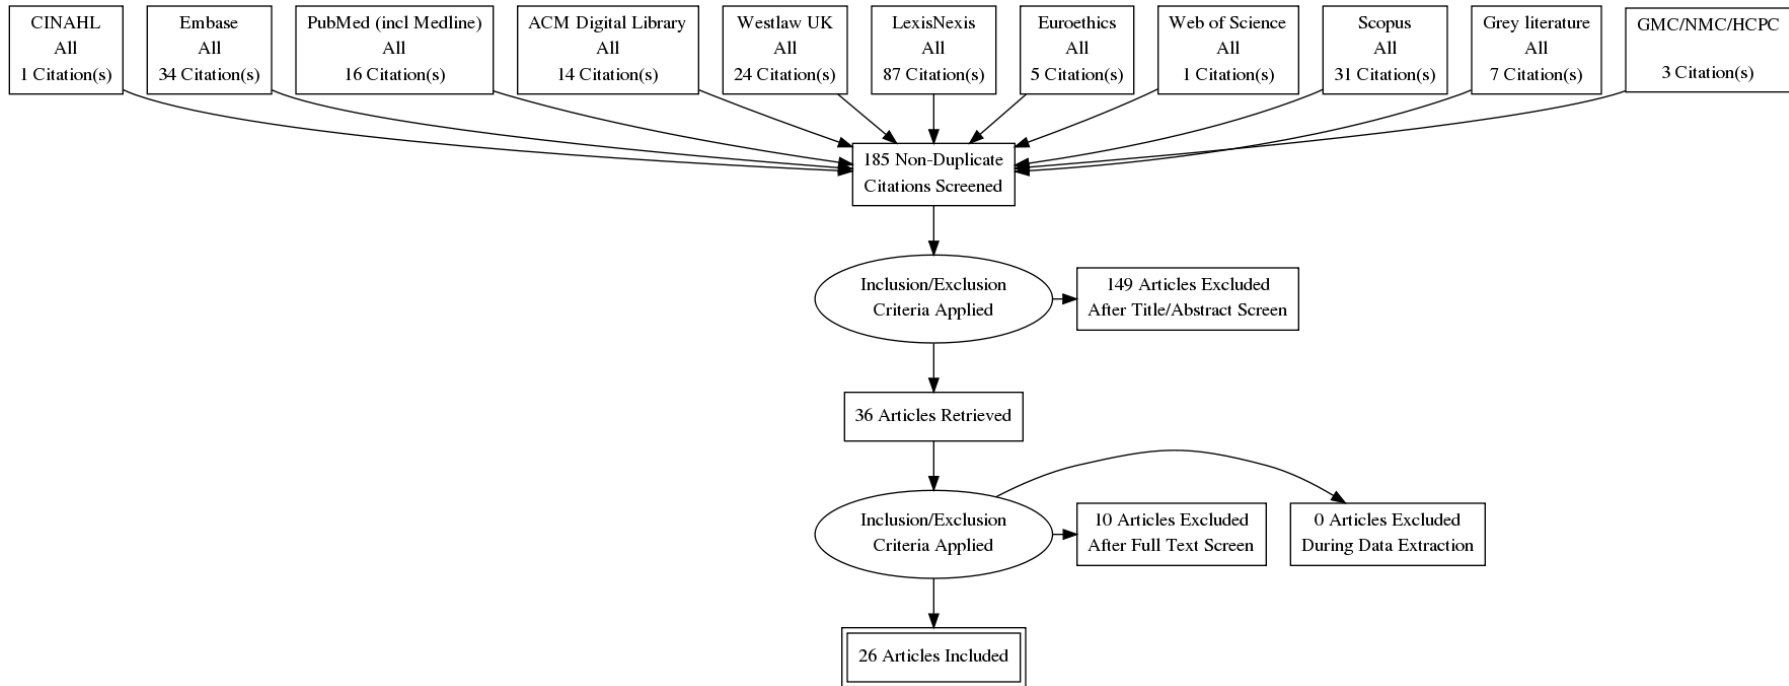 CINAHL
All
1 Citation(s)
Embase
All
34 Citation(s)
PubMed (incl Medline)
All
16 Citation(s)
ACM Digital Library
All
14 Citation(s)
Westlaw UK
All
24 Citation(s)
LexisNexis
All
87 Citation(s)
Euroethics
All
5 Citation(s)
Web of Science
All
1 Citation(s)
Scopus
All
31 Citation(s)
Grey literature
All
7 Citation(s)
GMC/NMC/HCPC
3 Citation(s)
185 Non-Duplicate
Citations Screened
Inclusion/Exclusion
Criteria Applied
149 Articles Excluded
After Title/Abstract Screen
36 Articles Retrieved
Inclusion/Exclusion
Criteria Applied
10 Articles Excluded
After Full Text Screen
0 Articles Excluded
During Data Extraction
26 Articles Included